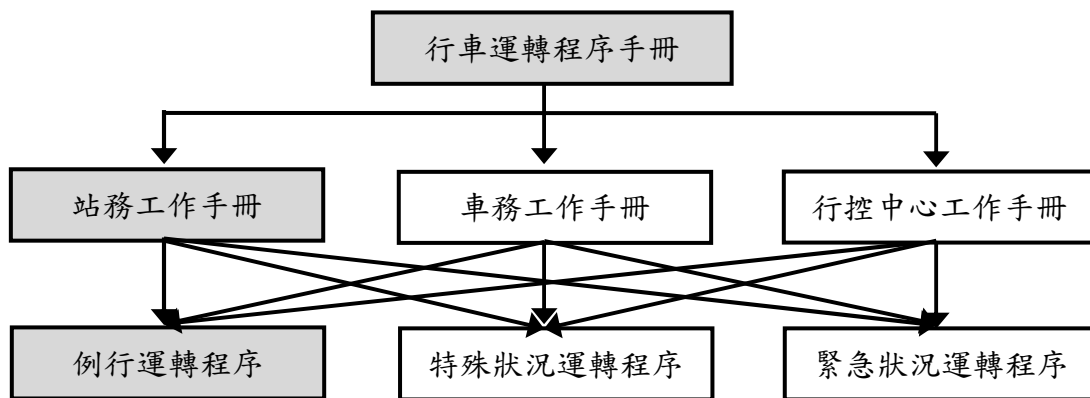 行車運轉程序手冊
站務工作手冊
車務工作手冊
行控中心工作手冊
例行運轉程序
特殊狀況運轉程序
緊急狀況運轉程序